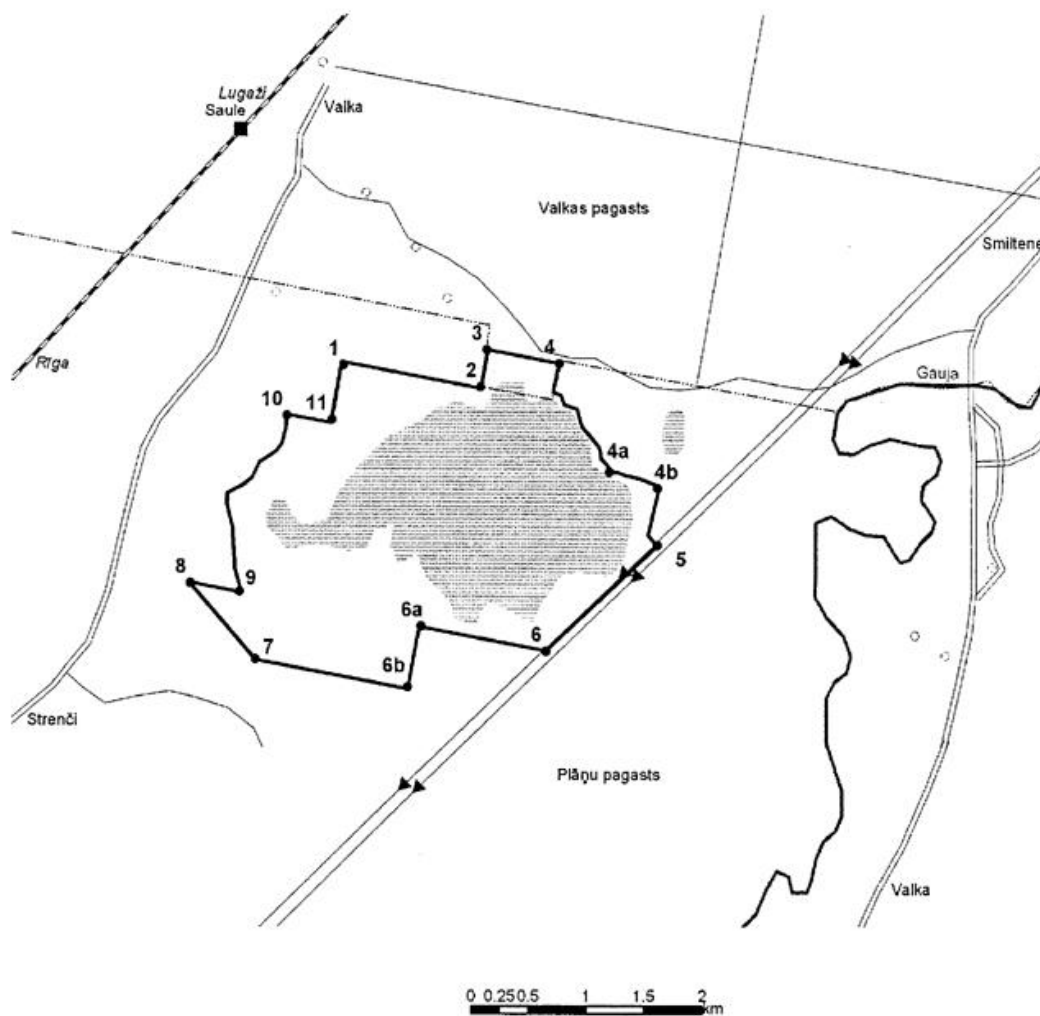 Lugaži
Saule
Valka
Valkas pagasts
Smiltene
Rīga
Gauja
1
2
3
4
10
11
4a
4b
5
8
9
6a
6
7
6b
Strenči
Plāņu pagasts
Valka
0 0.25 0.5 1 1.5 2
km